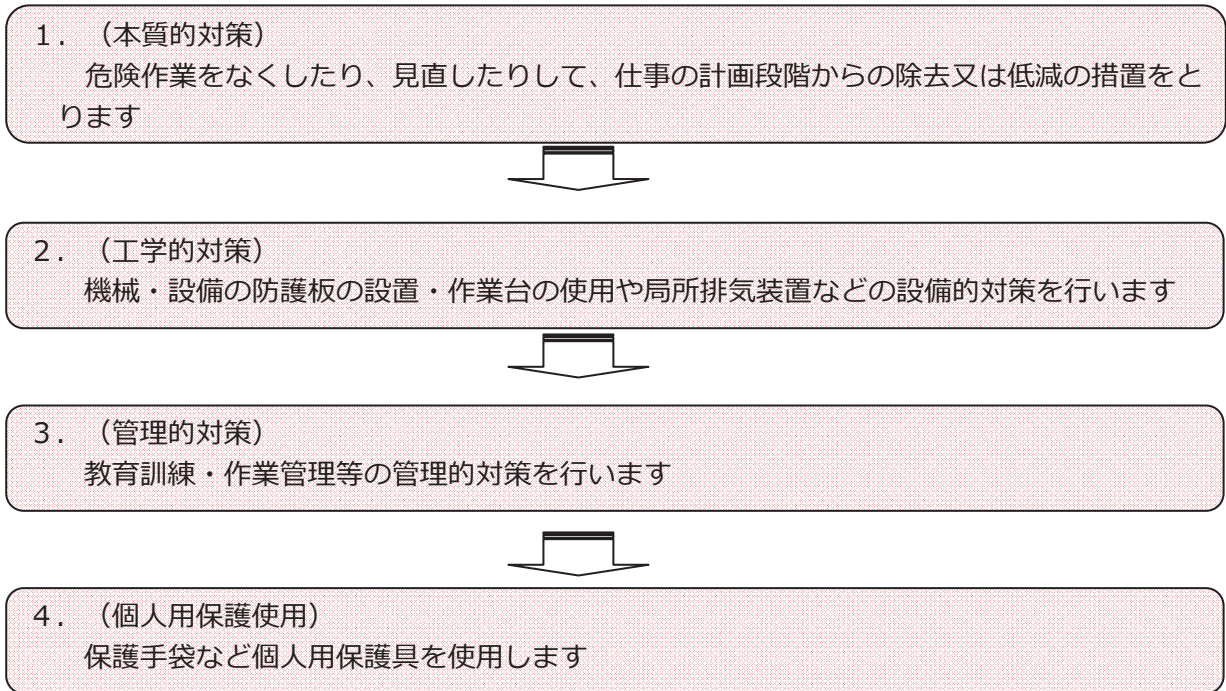 １．（本質的対策）
危険作業をなくしたり、見直したりして、仕事の計画段階からの除去又は低減の措置をと
ります
２．（工学的対策）
機械・設備の防護板の設置・作業台の使用や局所排気装置などの設備的対策を行います
３．（管理的対策）
教育訓練・作業管理等の管理的対策を行います
４．（個人用保護使用）
保護手袋など個人用保護具を使用します